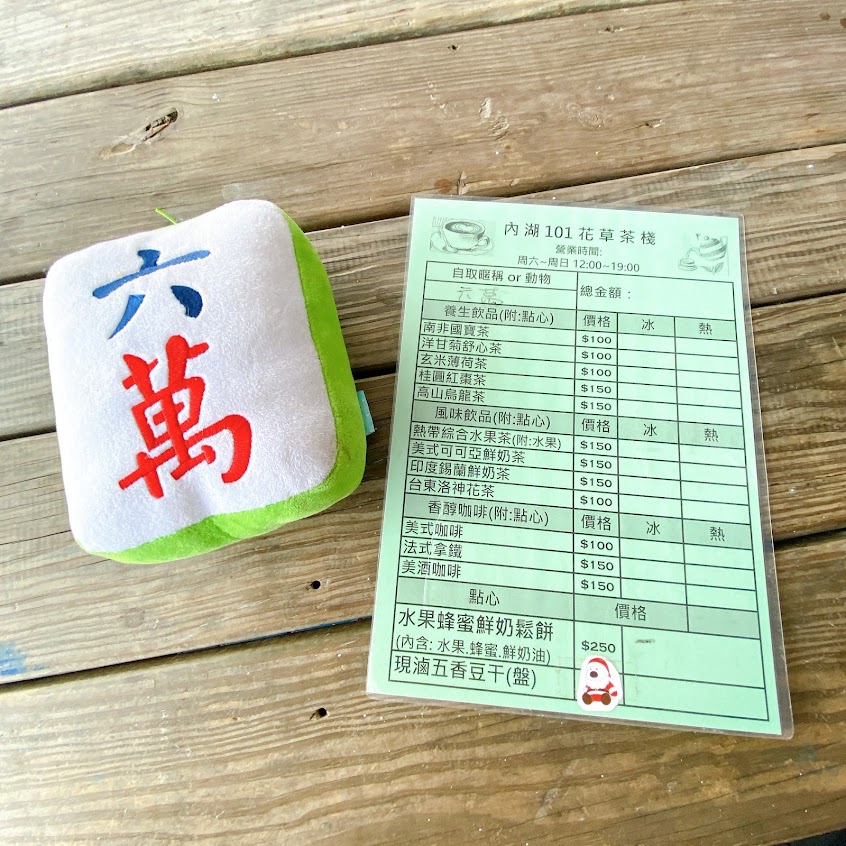 六
萬
內湖101花草茶棧
營業時間:
周六~周日 12:00~19:00
自取暱稱 or 動物
總金額：
六萬
養生飲品(附:點心) 價格 冰 熱
南非國寶茶 $100
洋甘菊舒心茶 $100
玄米薄荷茶 $100
桂圓紅棗茶 $150
高山烏龍茶 $150
風味飲品(附:點心) 價格 冰 熱
熱帶綜合水果茶(附:水果) $150
美式可可亞鮮奶茶 $150
印度錫蘭鮮奶茶 $150
台東洛神花茶 $100
香醇咖啡(附:點心) 價格 冰 熱
美式咖啡 $100
法式拿鐵 $150
美酒咖啡 $150
點心 價格
水果蜂蜜鮮奶鬆餅
(內含: 水果.蜂蜜.鮮奶油) $250
現滷五香豆干(盤)